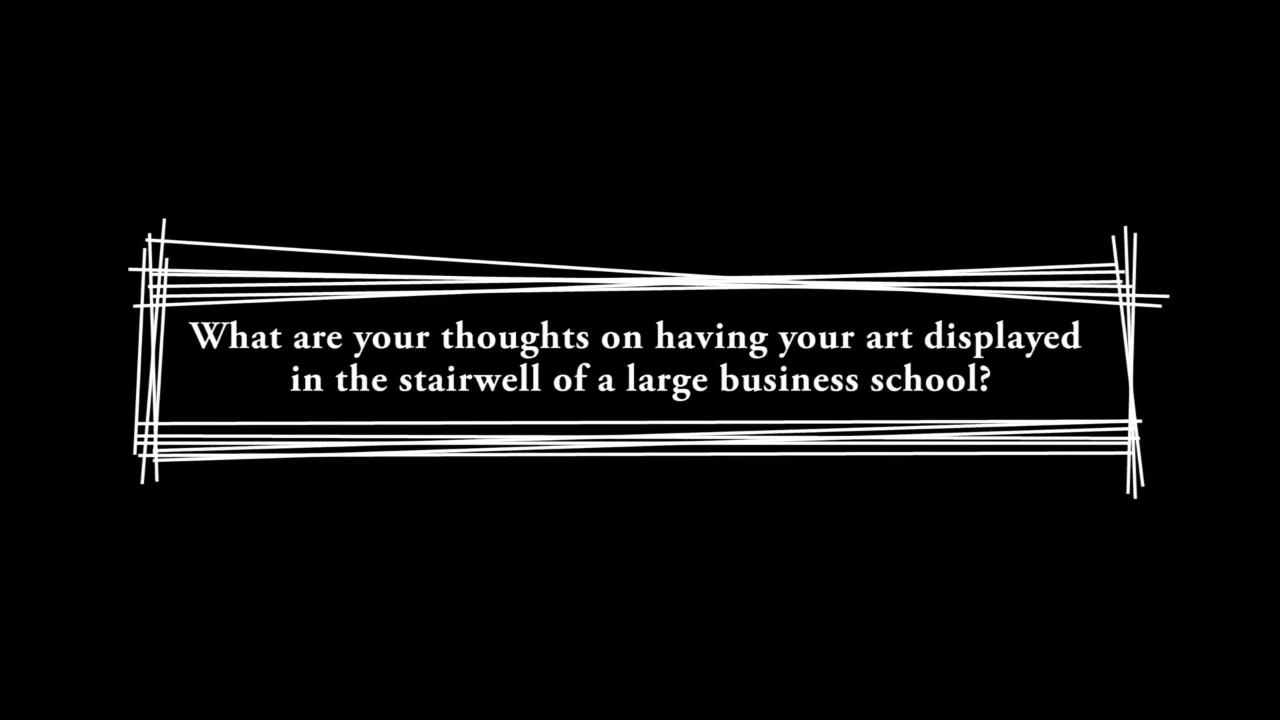 What are your thoughts on having your art displayed
in the stairwell of a large business school?